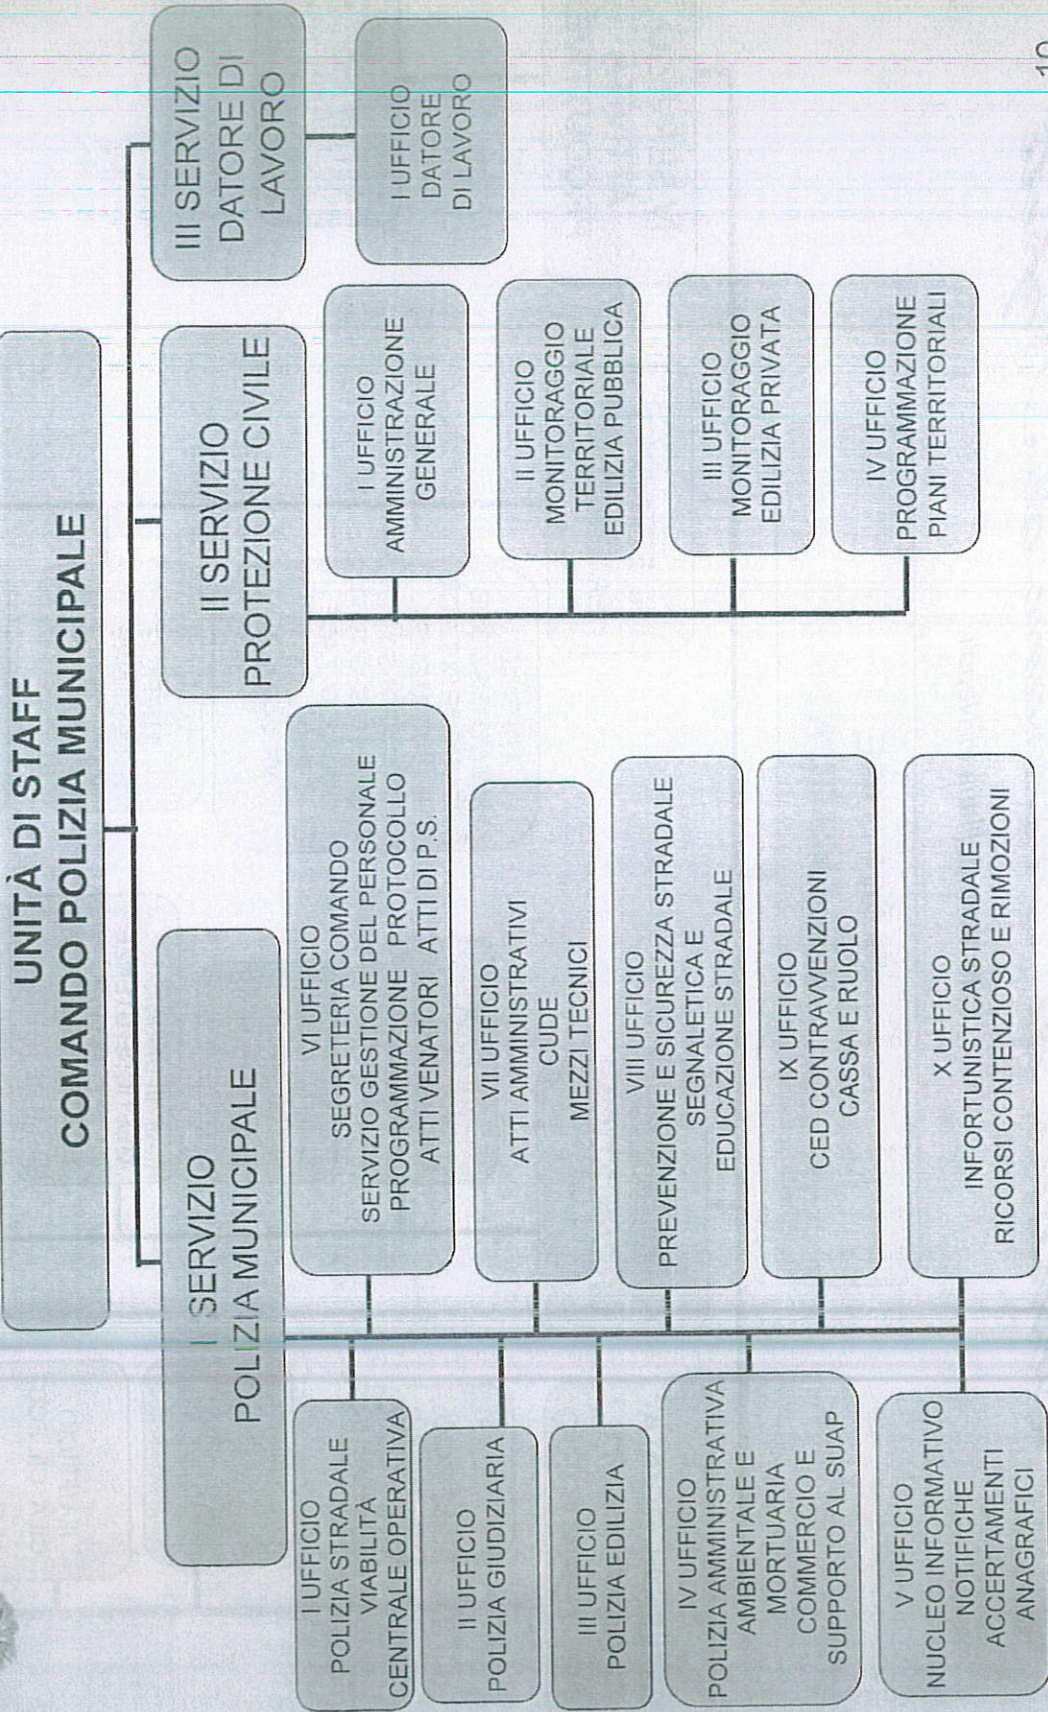 UNITÀ DI STAFF
COMANDO POLIZIA MUNICIPALE
I SERVIZIO
POLIZIA MUNICIPALE
I UFFICIO
POLIZIA STRADALE
VIABILITÀ
CENTRALE OPERATIVA
II UFFICIO
POLIZIA GIUDIZIARIA
III UFFICIO
POLIZIA EDILIZIA
IV UFFICIO
POLIZIA AMMINISTRATIVA
AMBIENTALE E
MORTUARIA
COMMERCIO E
SUPPORTO AL SUAP
V UFFICIO
NUCLEO INFORMATIVO
NOTIFICHE
ACCERTAMENTI
ANAGRAFICI
VI UFFICIO
SEGRETERIA COMANDO
SERVIZIO GESTIONE DEL PERSONALE
PROGRAMMAZIONE PROTOCOLLO
ATTI VENATORI ATTI DI P.S.
VII UFFICIO
ATTI AMMINISTRATIVI
CUDE
MEZZI TECNICI
VIII UFFICIO
PREVENZIONE E SICUREZZA STRADALE
SEGNALETICA E
EDUCAZIONE STRADALE
IX UFFICIO
CED CONTRAVVENZIONI
CASSA E RUOLO
X UFFICIO
INFORTUNISTICA STRADALE
RICORSI CONTENZIOSO E RIMOZIONI
II SERVIZIO
PROTEZIONE CIVILE
I UFFICIO
AMMINISTRAZIONE
GENERALE
II UFFICIO
MONITORAGGIO
TERRITORIALE
EDILIZIA PUBBLICA
III UFFICIO
MONITORAGGIO
EDILIZIA PRIVATA
IV UFFICIO
PROGRAMMAZIONE
PIANI TERRITORIALI
III SERVIZIO
DATORE DI
LAVORO
I UFFICIO
DATORE
DI LAVORO